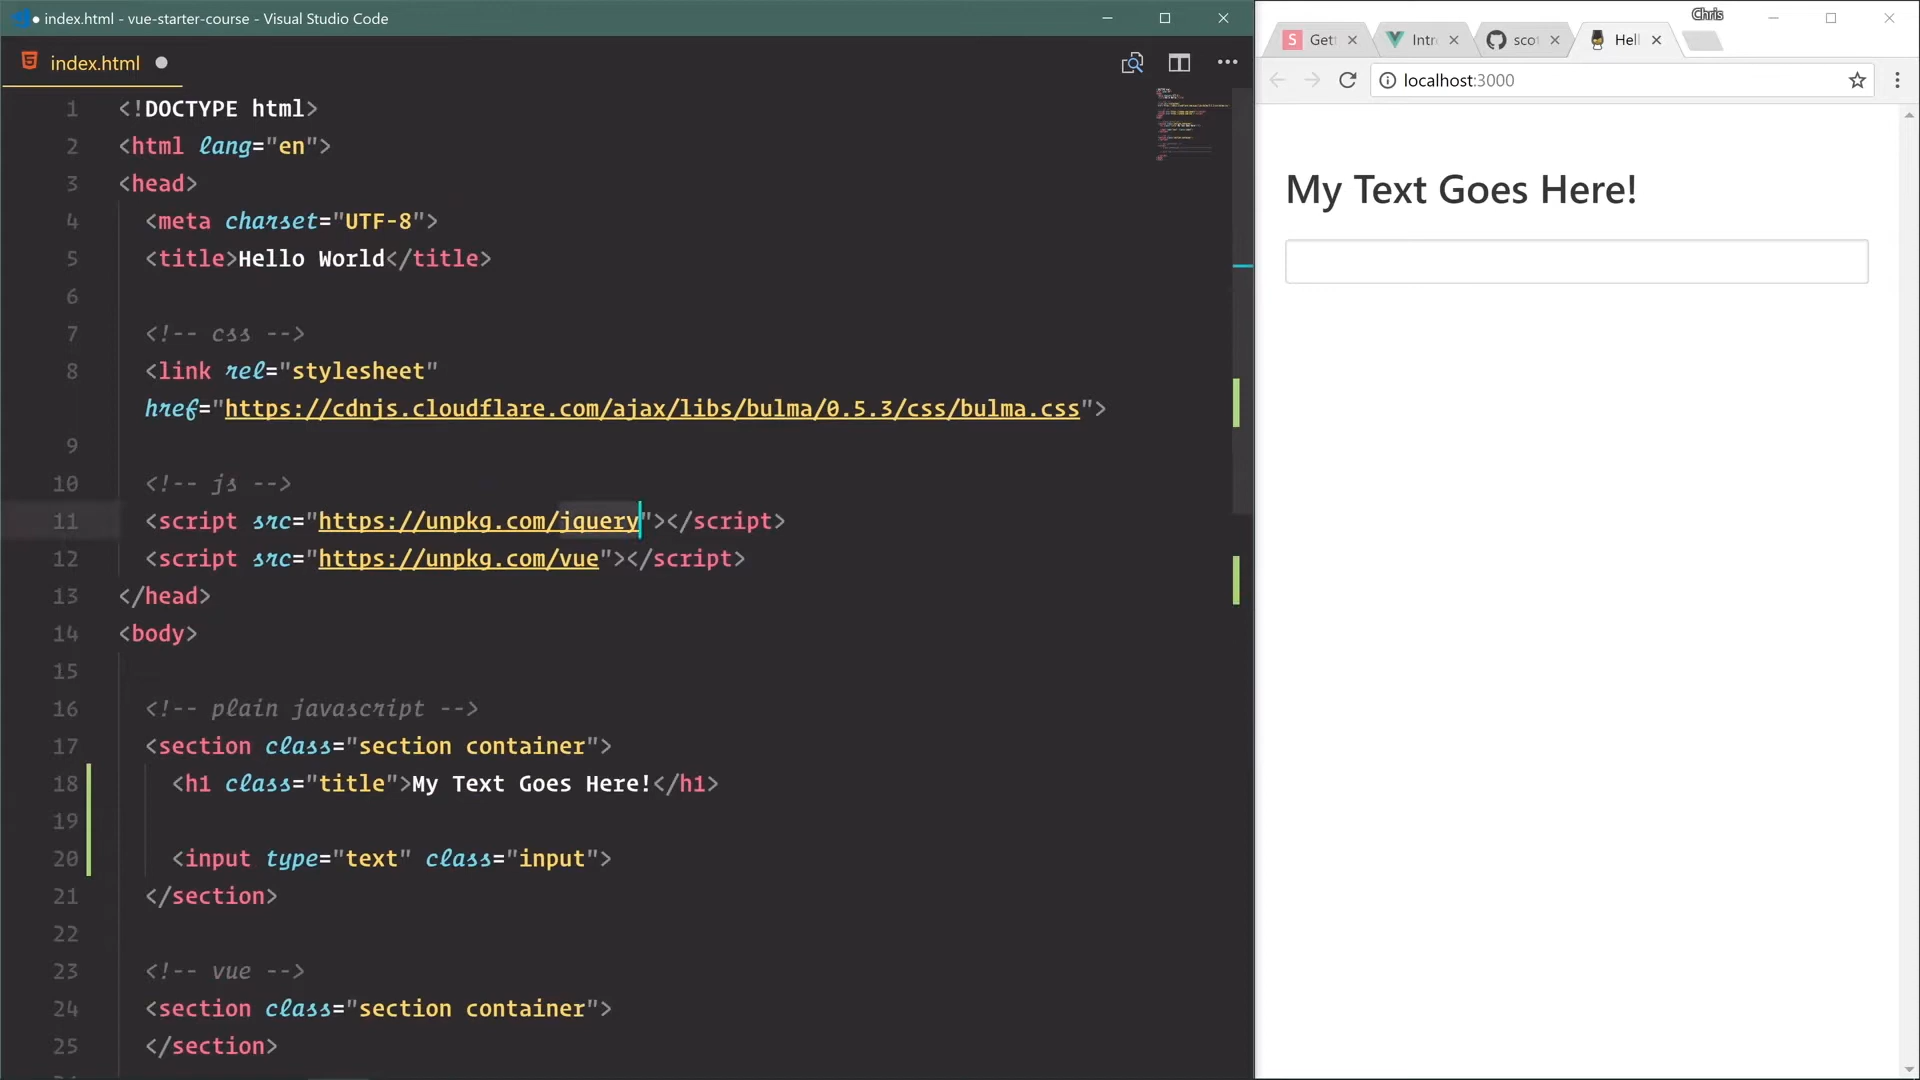 index.html - vue-starter-course - Visual Studio Code
index.html
1 <!DOCTYPE html>
2 <html lang="en">
3 <head>
4 <meta charset="UTF-8">
5 <title>Hello World</title>
6
7 <!-- css -->
8 <link rel="stylesheet"
href="https://cdnjs.cloudflare.com/ajax/libs/bulma/0.5.3/css/bulma.css">
9
10 <!-- js -->
11 <script src="https://unpkg.com/jquery"></script>
12 <script src="https://unpkg.com/vue"></script>
13 </head>
14 <body>
15
16 <!-- plain javascript -->
17 <section class="section container">
18 <h1 class="title">My Text Goes Here!</h1>
19
20 <input type="text" class="input">
21 </section>
22
23 <!-- vue -->
24 <section class="section container">
25 </section>
Chris
S Gett
Intro
scot
Hell
localhost:3000
My Text Goes Here!